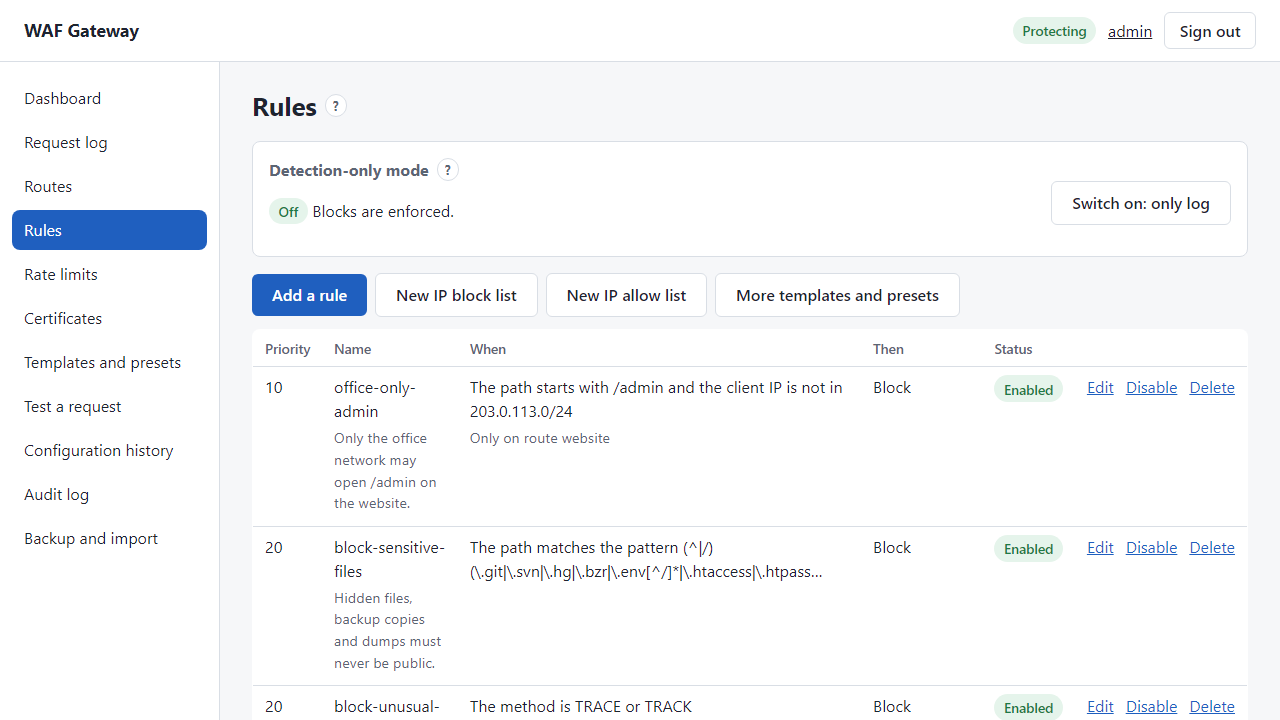 WAF Gateway
Protecting
admin
Sign out
Dashboard
Request log
Routes
Rules
Rate limits
Certificates
Templates and presets
Test a request
Configuration history
Audit log
Backup and import
Rules ?
Detection-only mode ?
Off Blocks are enforced.
Switch on: only log
Add a rule
New IP block list
New IP allow list
More templates and presets
Priority Name When Then Status
10
office-only-
admin
Only the office
network may
open /admin on
the website.
The path starts with /admin and the client IP is not in
203.0.113.0/24
Only on route website
Block
Enabled
Edit Disable Delete
20
block-sensitive-
files
Hidden files,
backup copies
and dumps must
never be public.
The path matches the pattern (^|/)
(\.git|\.svn|\.hg|\.bzr|\.env[^/]*|\.htaccess|\.htpass...
Block
Enabled
Edit Disable Delete
20
block-unusual-
The method is TRACE or TRACK
Block
Enabled
Edit Disable Delete